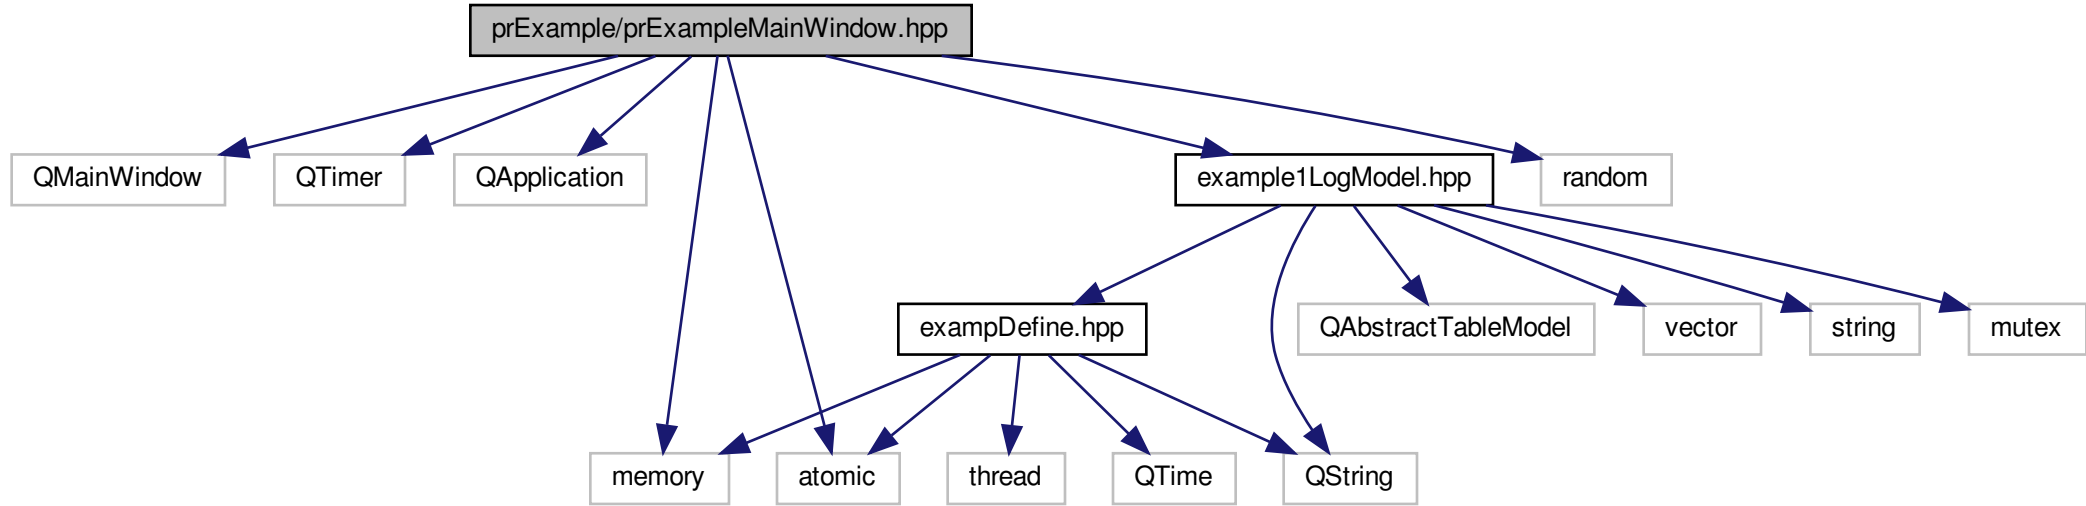 prExample/prExampleMainWindow.hpp
QMainWindow
QTimer
QApplication
example1LogModel.hpp
random
exampDefine.hpp
QAbstractTableModel
vector
string
mutex
memory
atomic
thread
QTime
QString